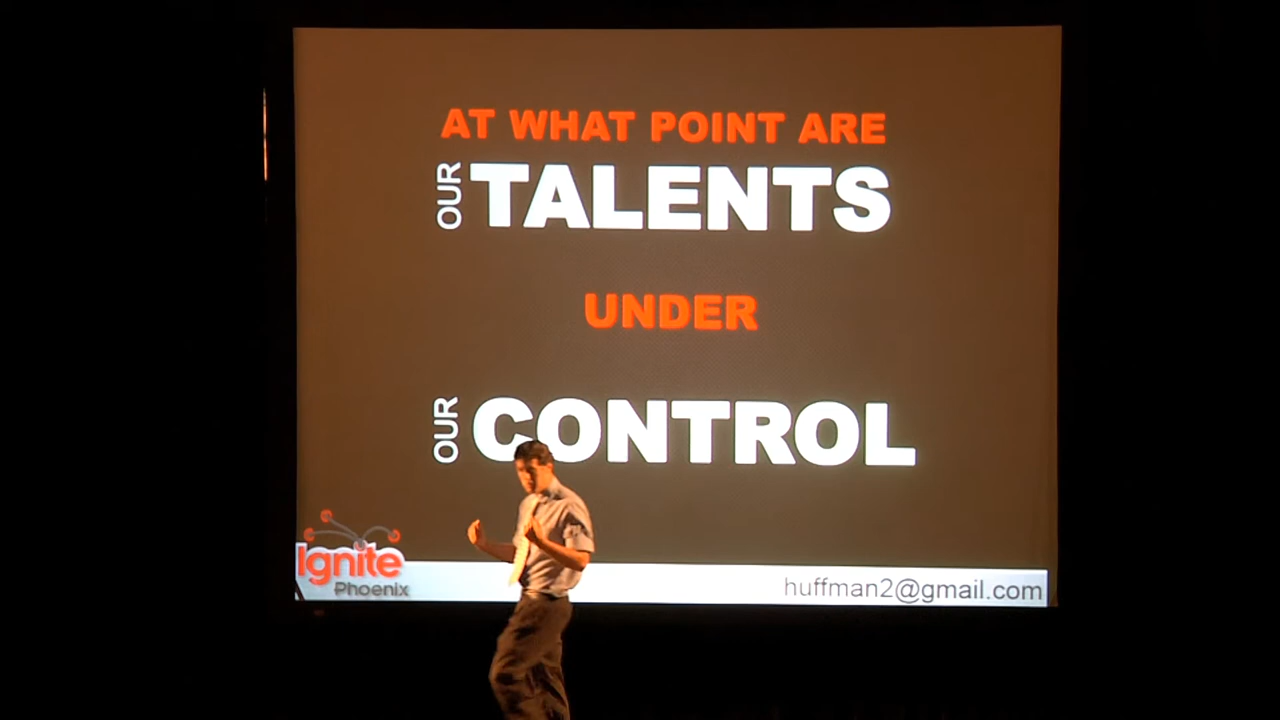 AT WHAT POINT ARE
OUR TALENTS
UNDER
OUR CONTROL
Ignite
Phoenix
huffman2@gmail.com